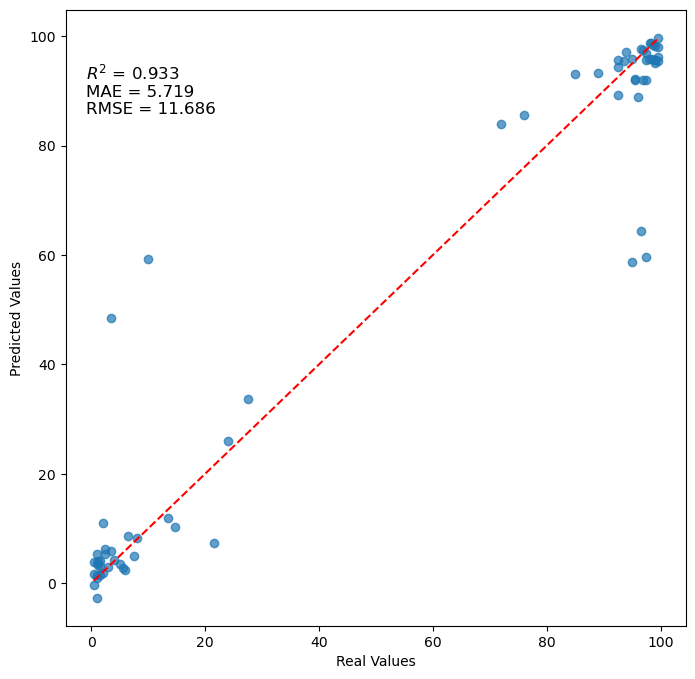 R² = 0.933
MAE = 5.719
RMSE = 11.686
100
80
60
40
20
0
Predicted Values
0 20 40 60 80 100
Real Values